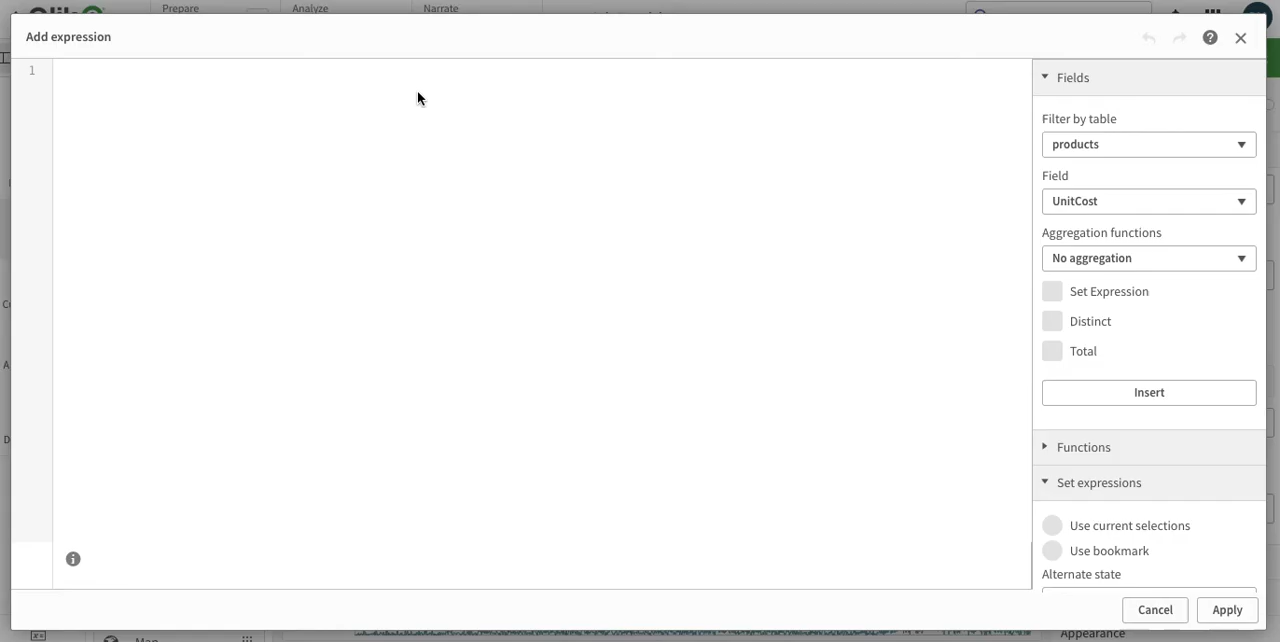 Prepare
Analyze
Narrate
Add expression
1
Fields
Filter by table
products
Field
UnitCost
Aggregation functions
No aggregation
Set Expression
Distinct
Total
Insert
Functions
Set expressions
Use current selections
Use bookmark
Alternate state
Cancel
Apply
Map
Appearance